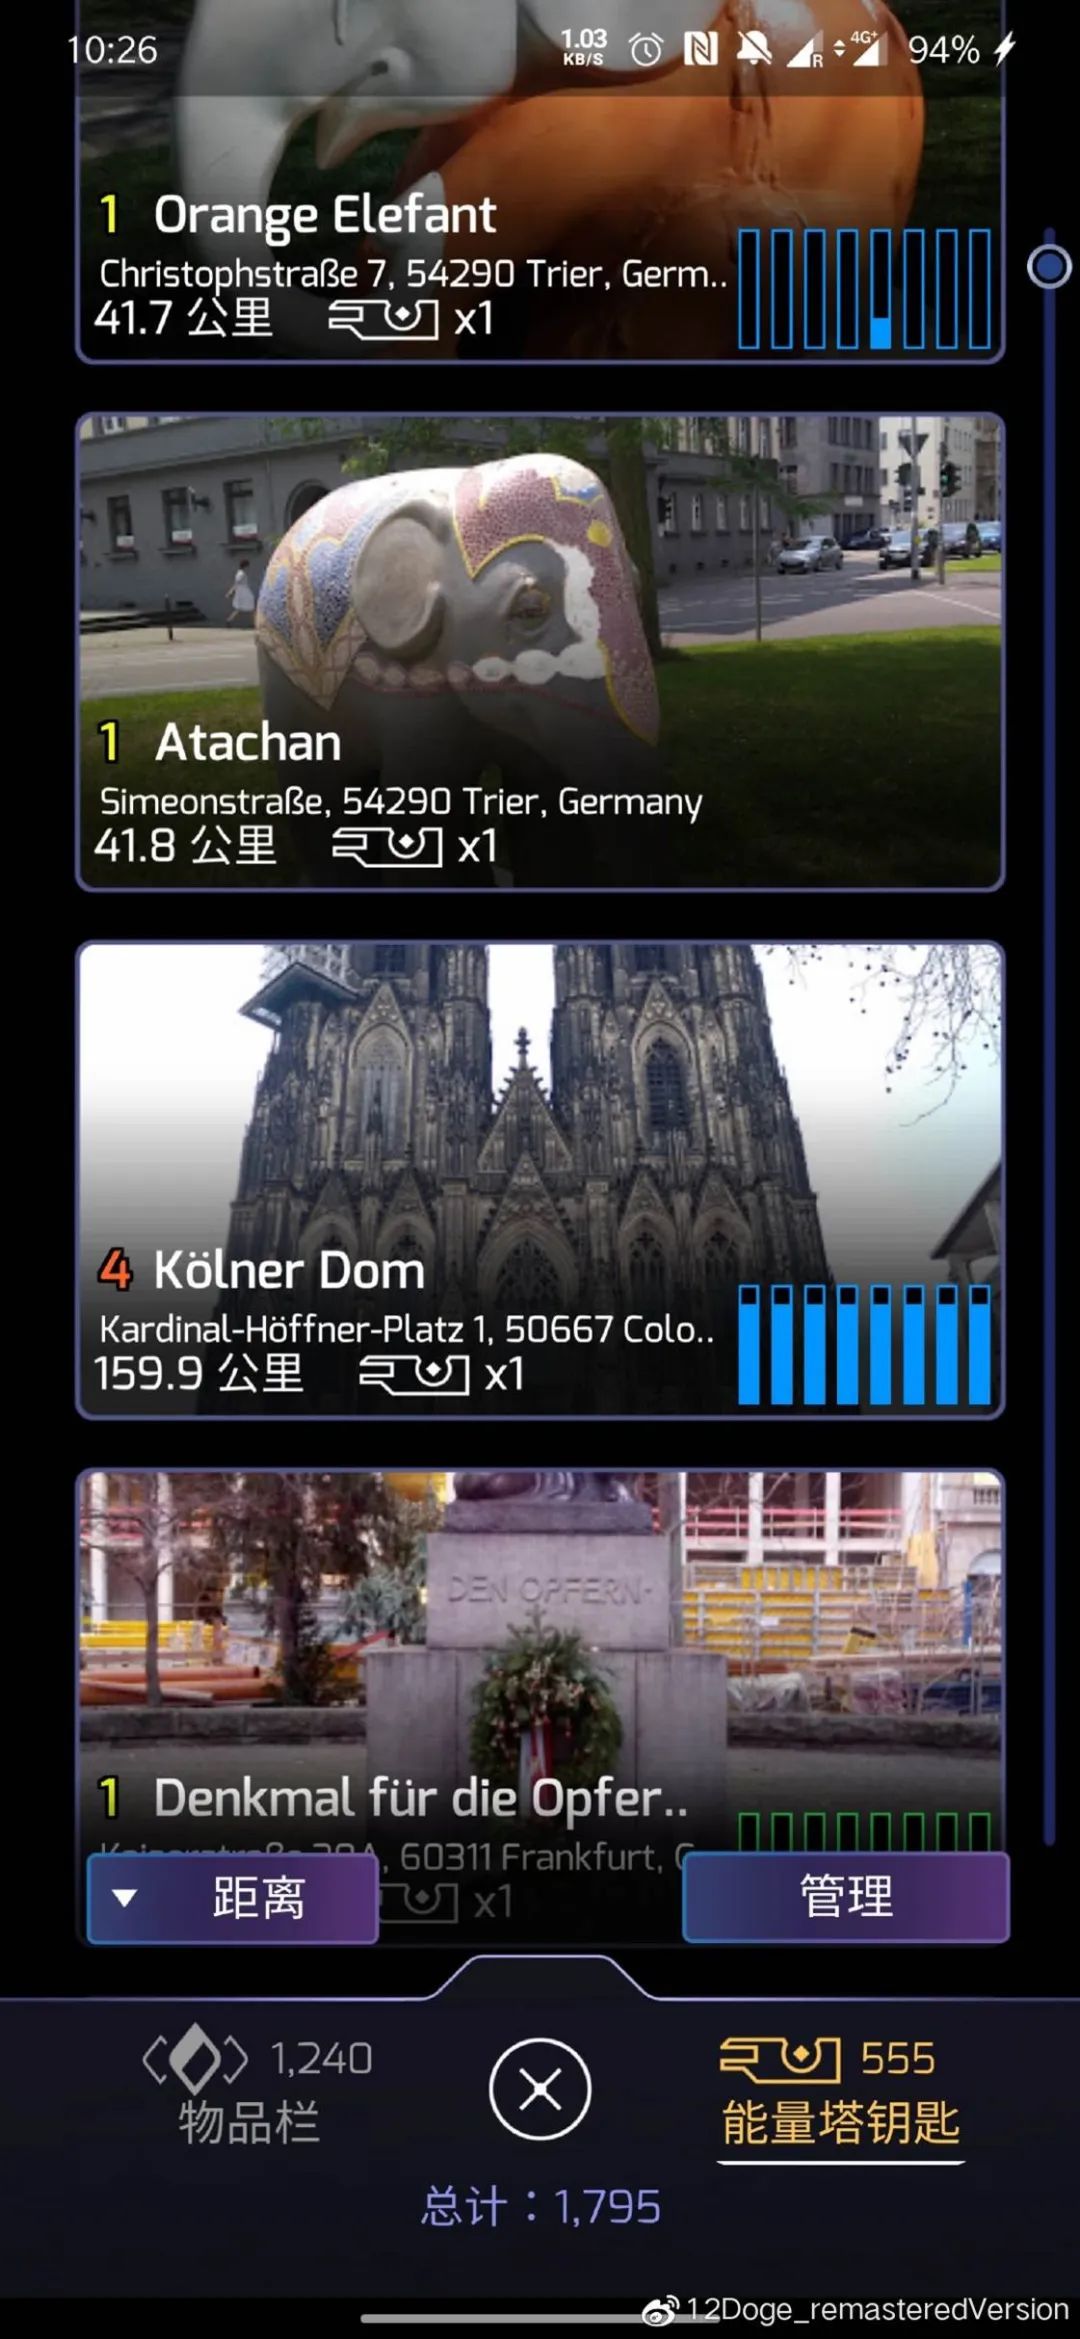 10:26
1.03
KB/S
R
4G+
94%
1 Orange Elefant
Christophstraße 7, 54290 Trier, Germ..
41.7 公里 x1
1 Atachan
Simeonstraße, 54290 Trier, Germany
41.8 公里 x1
4 Kölner Dom
Kardinal-Höffner-Platz 1, 50667 Colo..
159.9 公里 x1
DEN OPFERN
1 Denkmal für die Opfer..
, 60311 Frankfurt,
距离
x1
管理
1,240
555
物品栏
能量塔钥匙
总计：1,795
12Doge_remasteredVersion